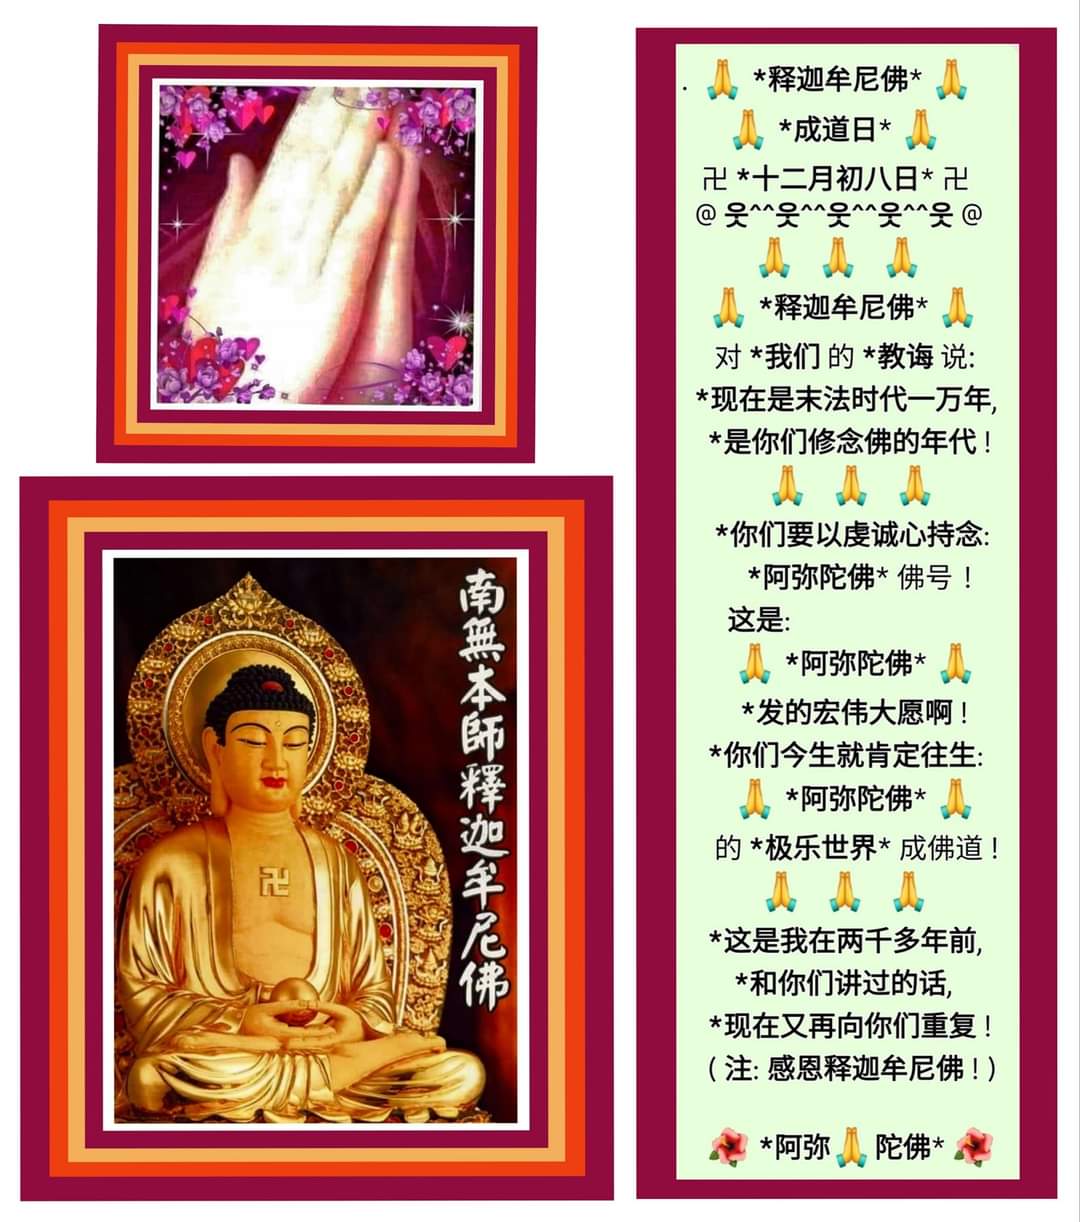 南無本師釋迦牟尼佛
. 🙏 *释迦牟尼佛* 🙏
🙏 *成道日* 🙏
卍 *十二月初八日* 卍
@ 웃^^웃^^웃^^웃^^웃 @
🙏 🙏 🙏
🙏 *释迦牟尼佛* 🙏
对 *我们 的 *教诲 说:
*现在是末法时代一万年,
*是你们修念佛的年代 !
🙏 🙏 🙏
*你们要以虔诚心持念:
*阿弥陀佛* 佛号 !
这是:
🙏 *阿弥陀佛* 🙏
*发的宏伟大愿啊 !
*你们今生就肯定往生:
🙏 *阿弥陀佛* 🙏
的 *极乐世界* 成佛道 !
🙏 🙏 🙏
*这是我在两千多年前,
*和你们讲过的话,
*现在又再向你们重复 !
( 注: 感恩释迦牟尼佛 ! )
🌺 *阿弥🙏陀佛* 🌺